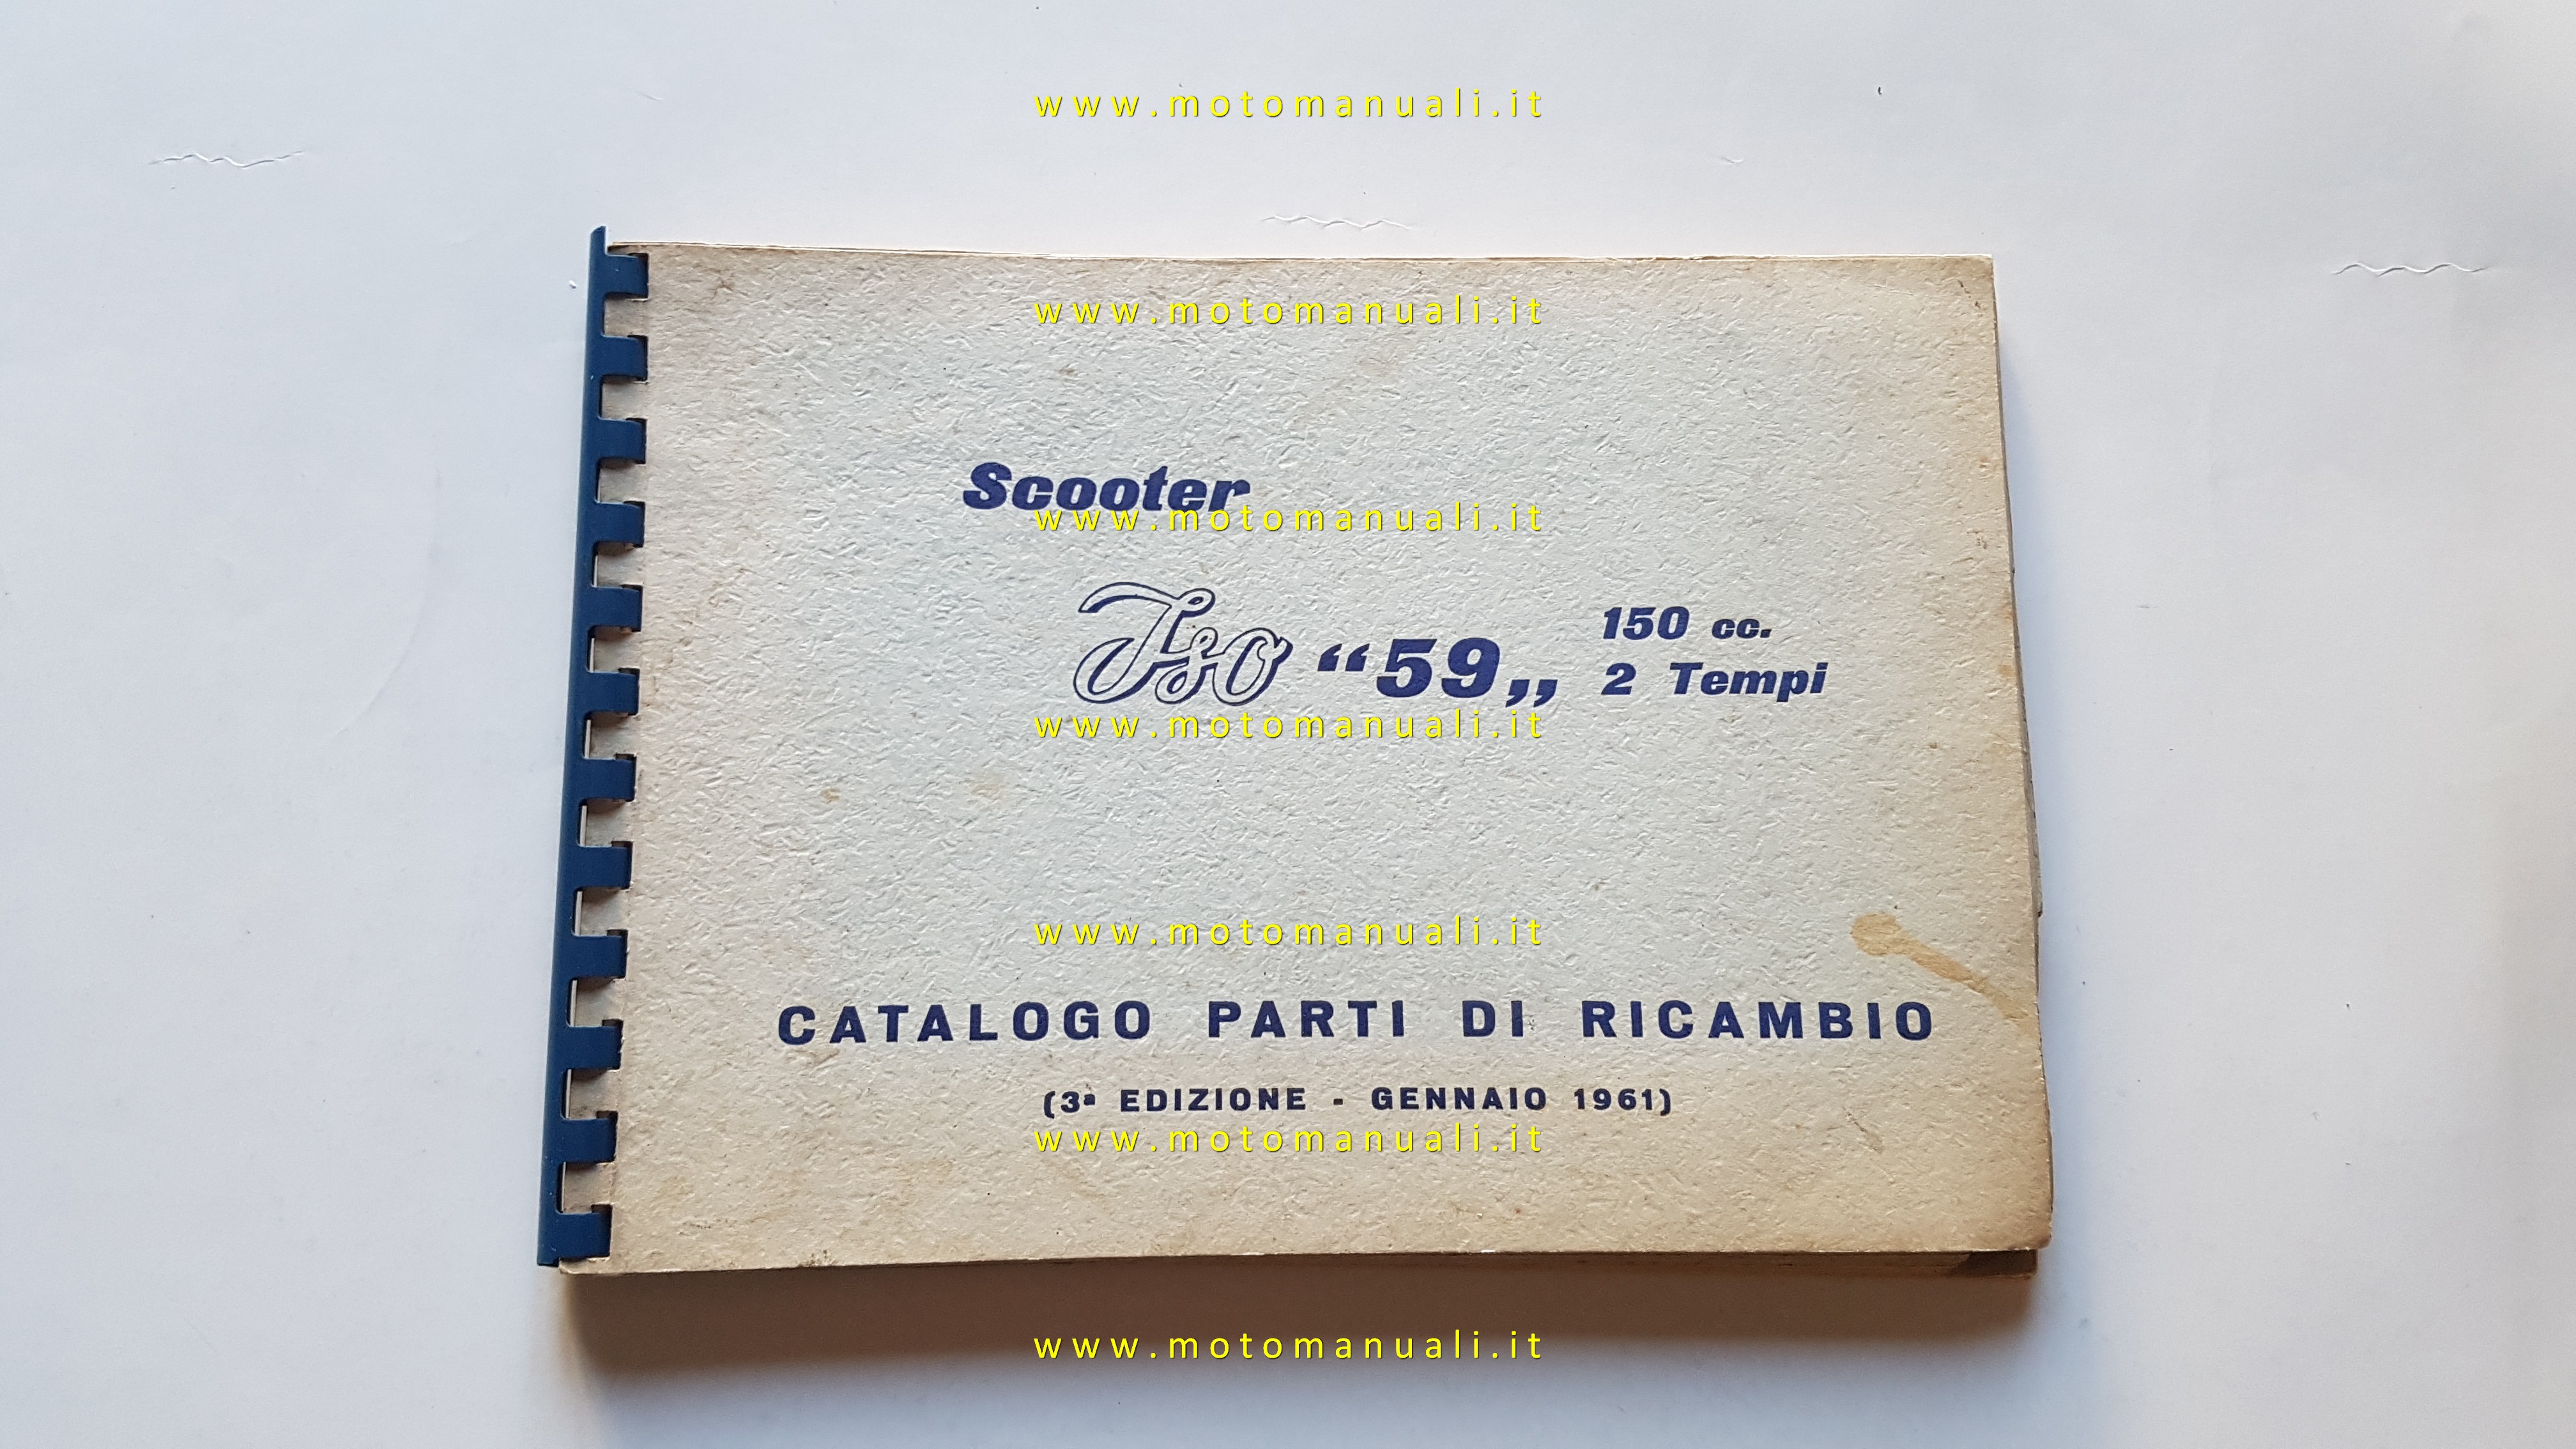 www.motomanuali.it
www.motomanuali.it
Scooter
www.motomanuali.it
Iso “59„ 150 cc.
2 Tempi
www.motomanuali.it
www.motomanuali.it
CATALOGO PARTI DI RICAMBIO
(3ª EDIZIONE - GENNAIO 1961)
www.motomanuali.it
www.motomanuali.it